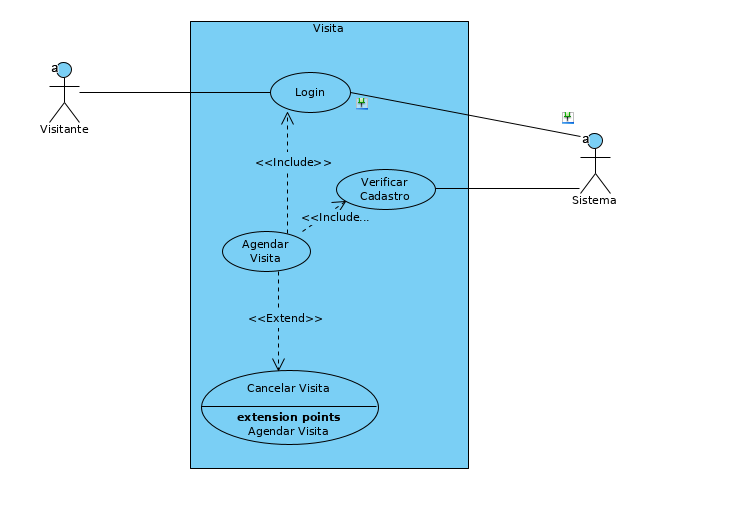 Visita
a
Visitante
Login
a
Sistema
<<Include>>
Verificar
Cadastro
<<Include...
Agendar
Visita
<<Extend>>
Cancelar Visita
extension points
Agendar Visita